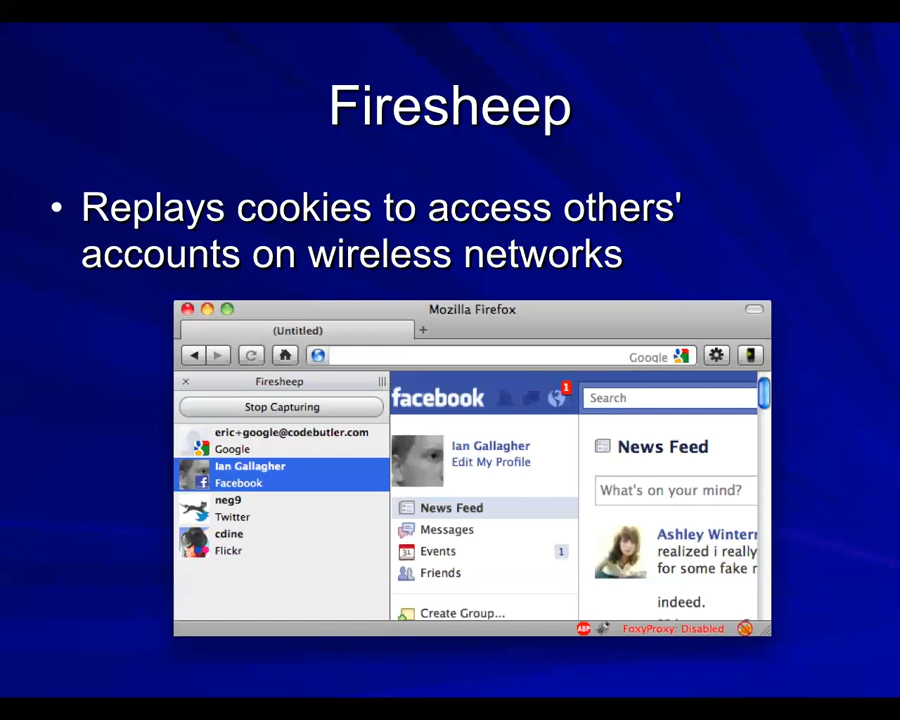 Firesheep
• Replays cookies to access others'
accounts on wireless networks
Mozilla Firefox
(Untitled)
Google
Firesheep
Stop Capturing
eric+google@codebutler.com
Google
Ian Gallagher
Facebook
neg9
Twitter
cdine
Flickr
facebook
1
Search
Ian Gallagher
Edit My Profile
News Feed
Messages
31
Events
1
Friends
Create Group...
News Feed
What's on your mind?
Ashley Winter
realized i really
for some fake
indeed.
ABP
FoxyProxy: Disabled